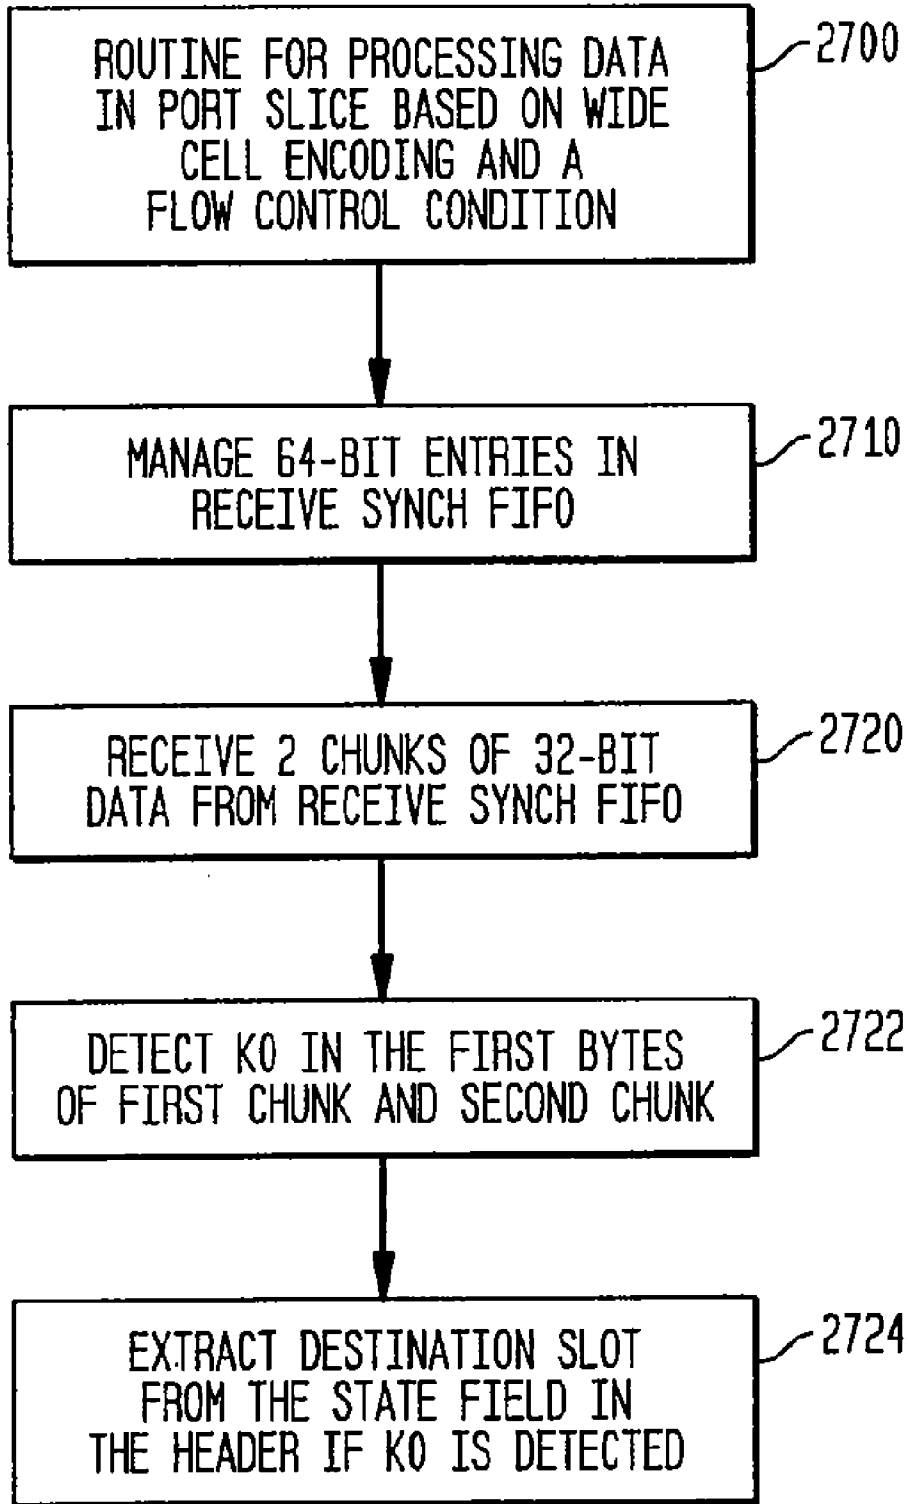 ROUTINE FOR PROCESSING DATA
IN PORT SLICE BASED ON WIDE
CELL ENCODING AND A
FLOW CONTROL CONDITION
2700
MANAGE 64-BIT ENTRIES IN
RECEIVE SYNCH FIFO
2710
RECEIVE 2 CHUNKS OF 32-BIT
DATA FROM RECEIVE SYNCH FIFO
2720
DETECT K0 IN THE FIRST BYTES
OF FIRST CHUNK AND SECOND CHUNK
2722
EXTRACT DESTINATION SLOT
FROM THE STATE FIELD IN
THE HEADER IF K0 IS DETECTED
2724